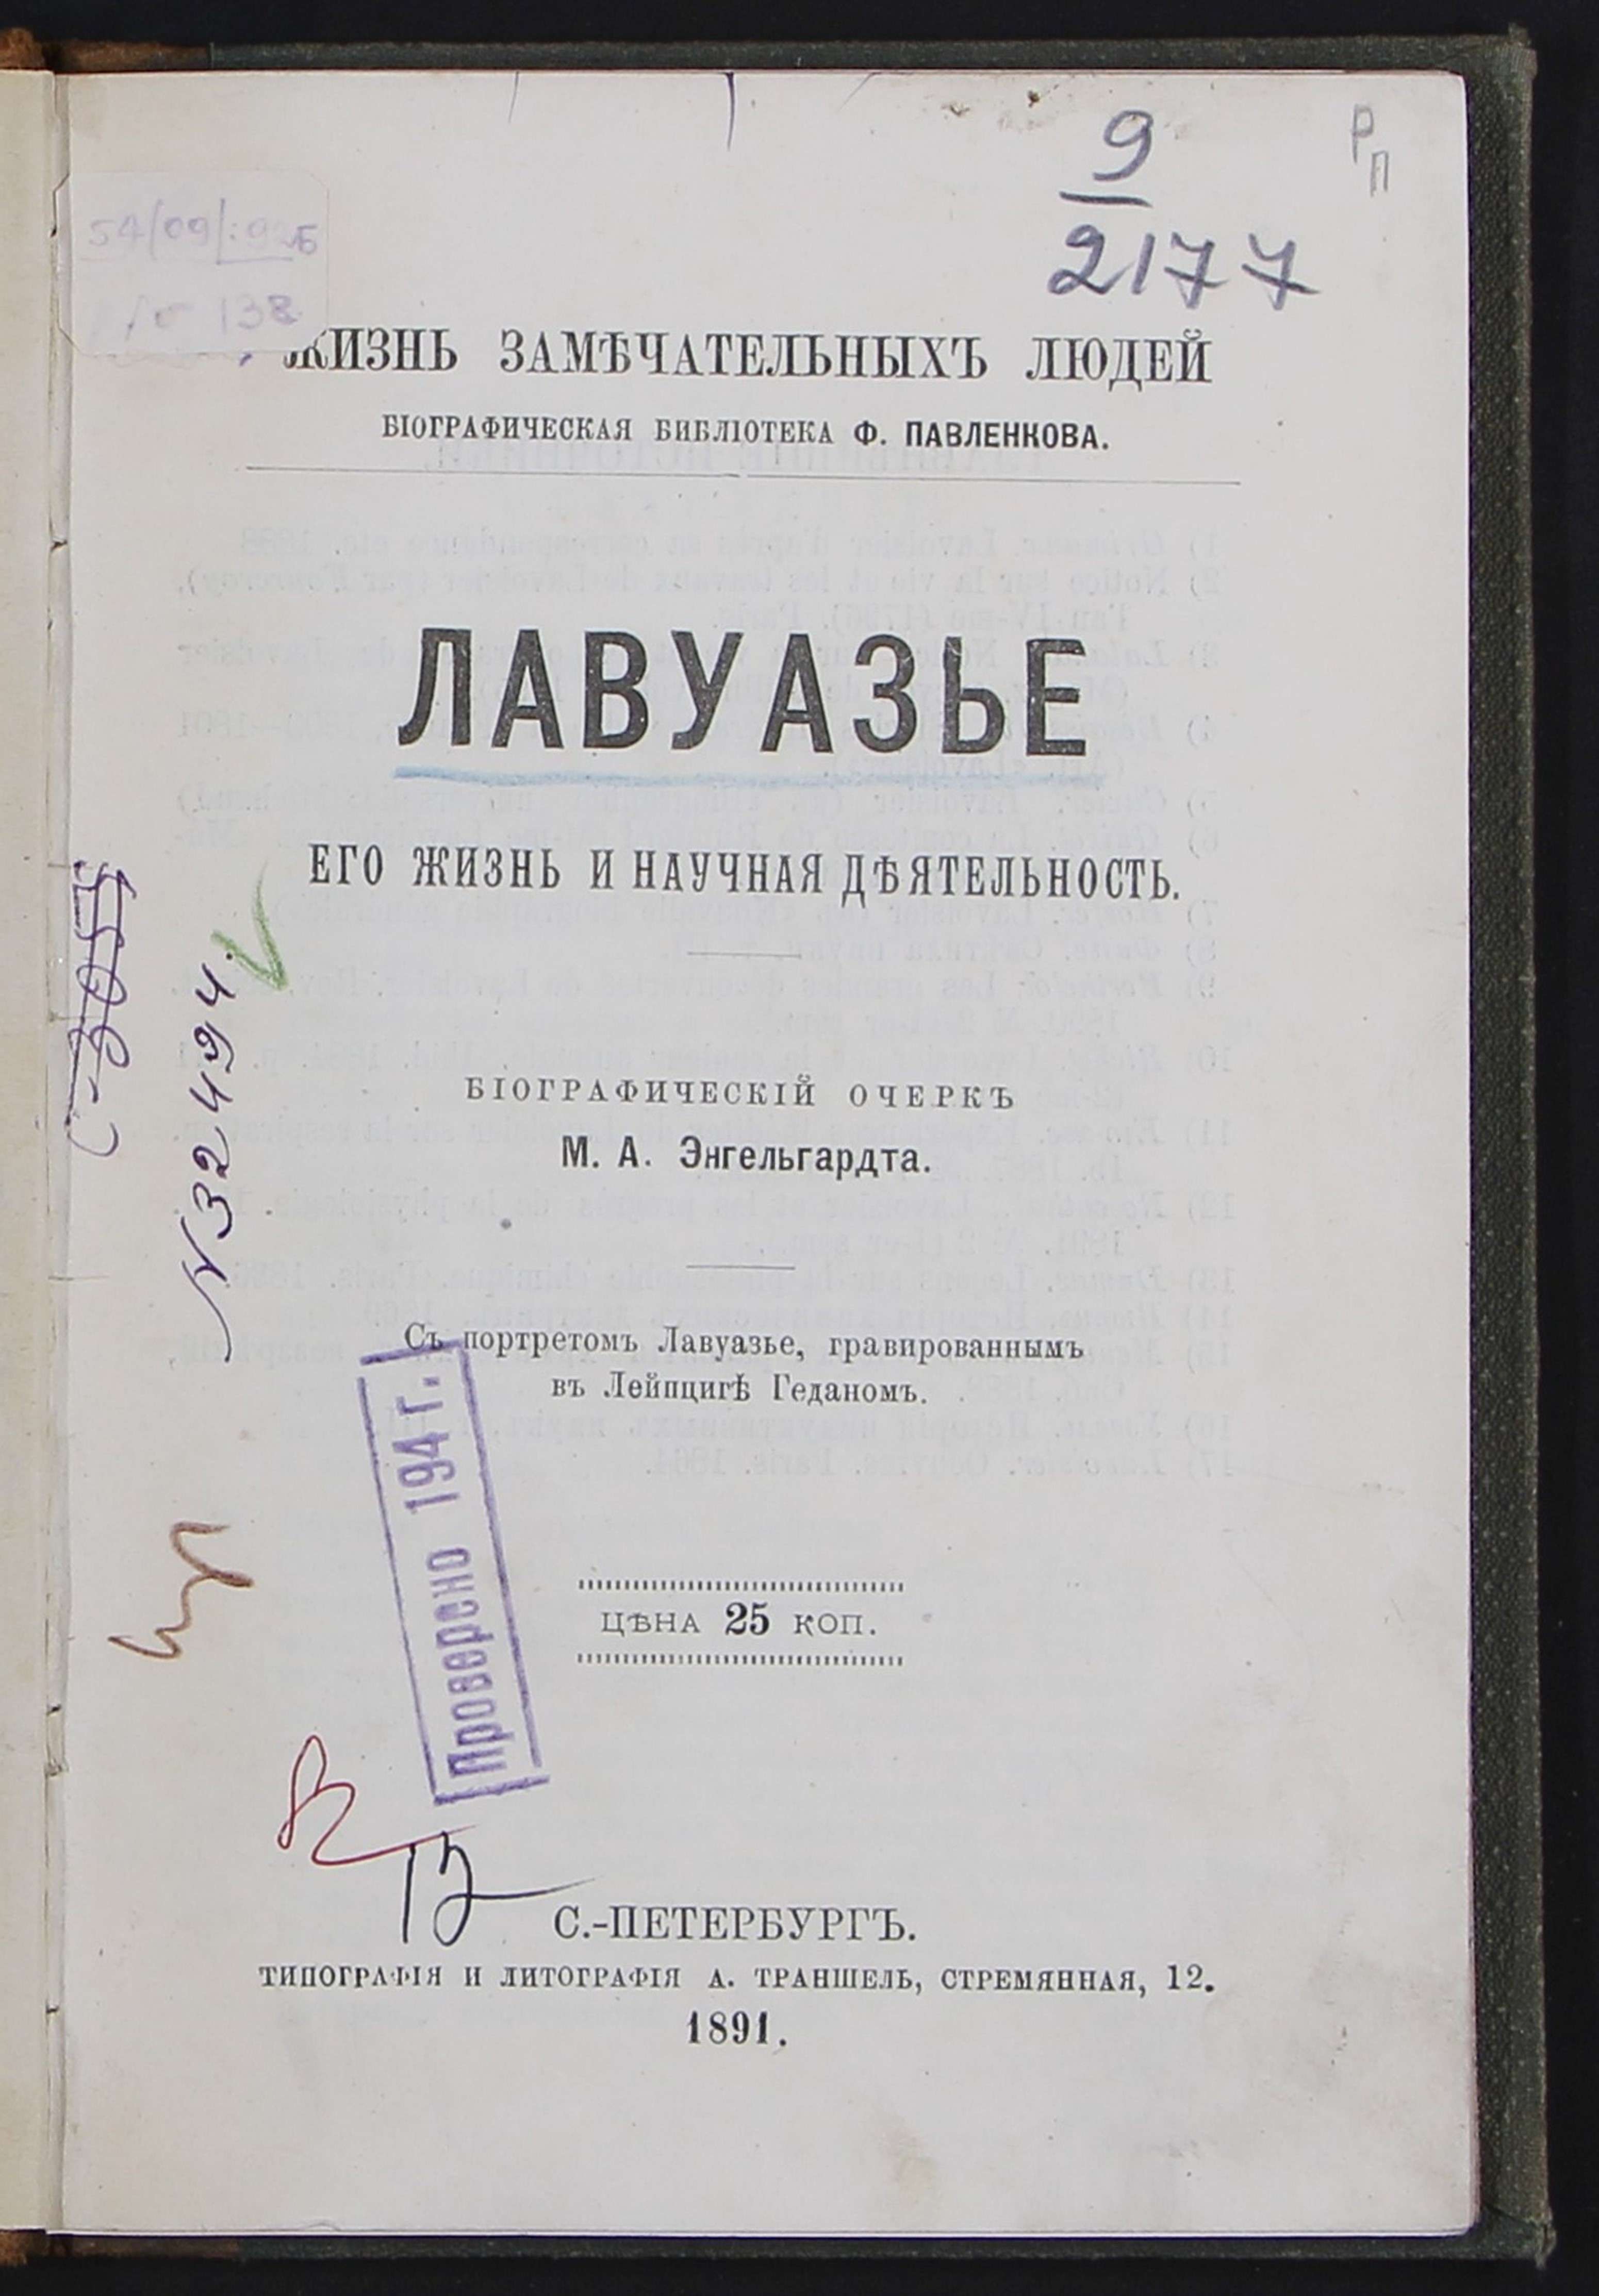 9
2177
РП
54/09/:925
138
ЖИЗНЬ ЗАМѢЧАТЕЛЬНЫХЪ ЛЮДЕЙ
БІОГРАФИЧЕСКАЯ БИБЛІОТЕКА Ф. ПАВЛЕНКОВА.
ЛАВУАЗЬЕ
ЕГО ЖИЗНЬ И НАУЧНАЯ ДѢЯТЕЛЬНОСТЬ.
N32494.
БІОГРАФИЧЕСКІЙ ОЧЕРКЪ
М. А. Энгельгардта.
Съ портретомъ Лавуазье, гравированнымъ
въ Лейпцигѣ Геданомъ.
Проверено 194 г.
ЦѢНА 25 КОП.
С.-ПЕТЕРБУРГЪ.
ТИПОГРАФІЯ И ЛИТОГРАФІЯ А. ТРАНШЕЛЬ, СТРЕМЯННАЯ, 12.
1891.